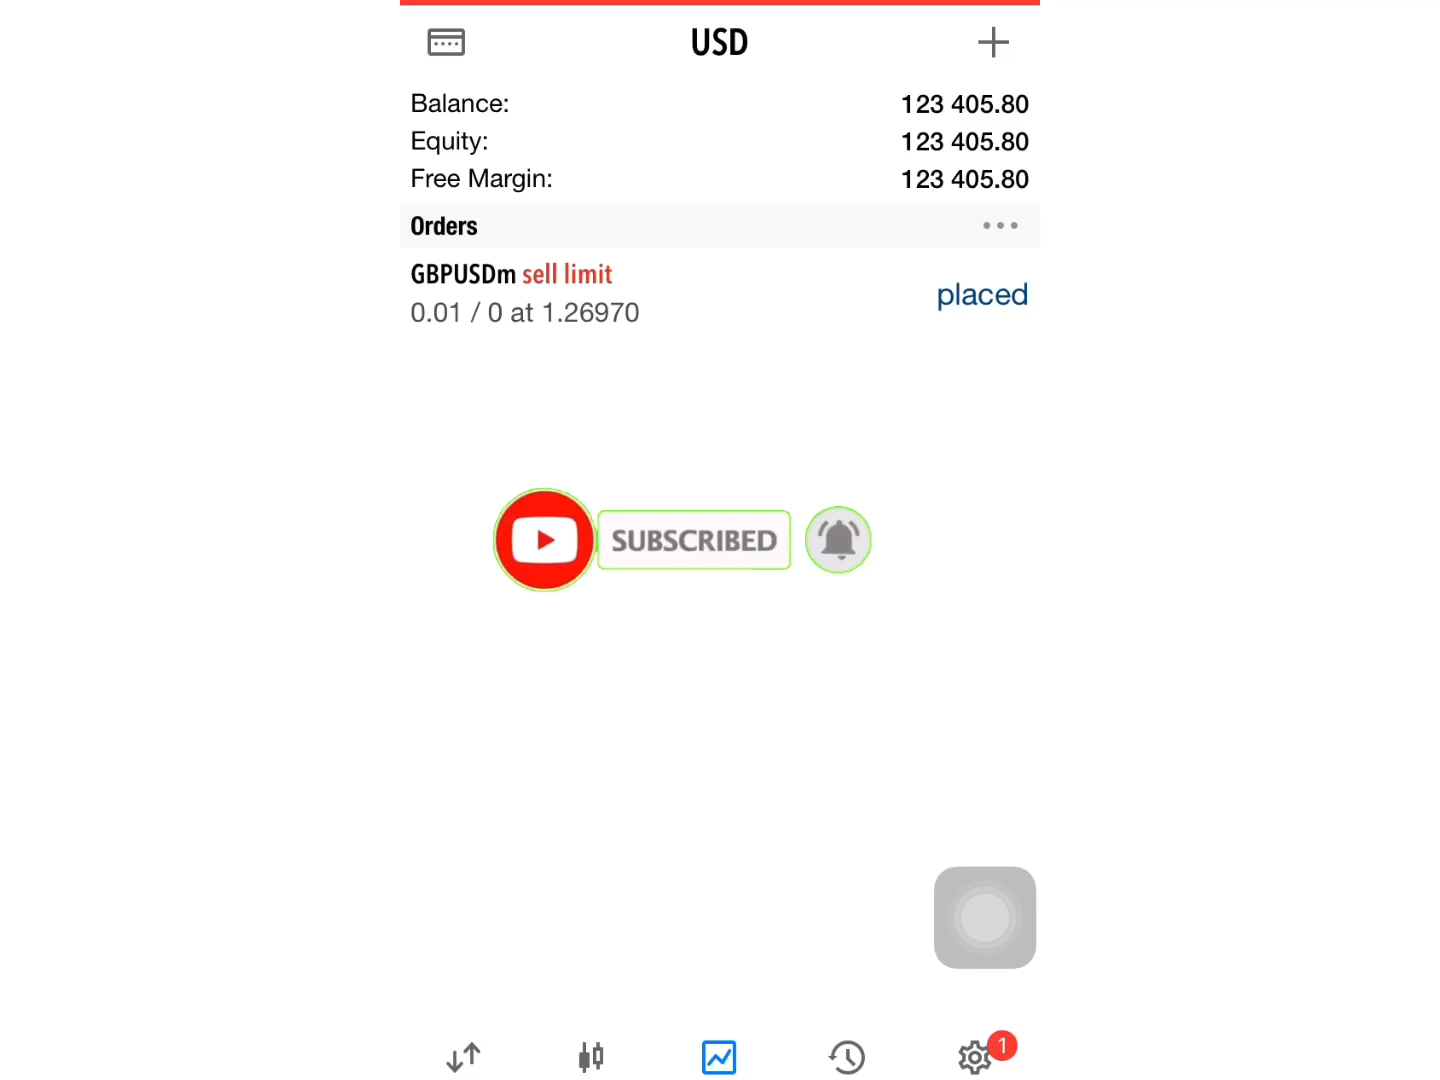 USD
Balance: 123 405.80
Equity: 123 405.80
Free Margin: 123 405.80
Orders
GBPUSDm sell limit
0.01 / 0 at 1.26970
placed
SUBSCRIBED
1